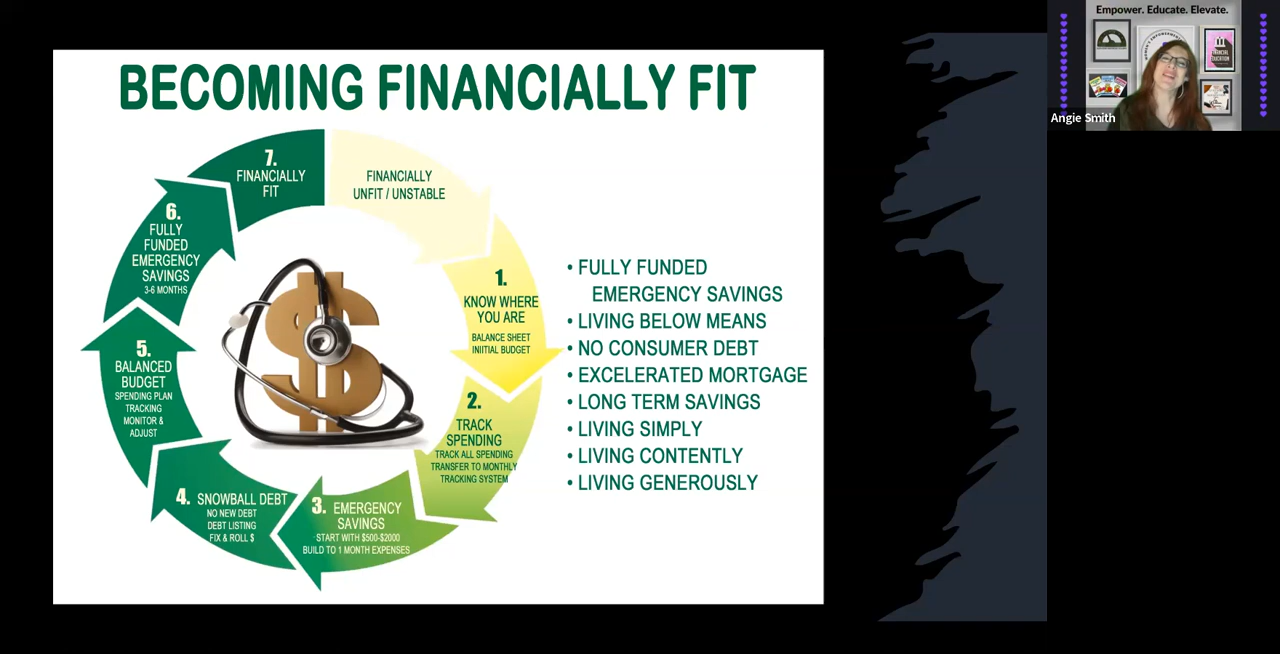 BECOMING FINANCIALLY FIT
FINANCIALLY
UNFIT / UNSTABLE
1.
KNOW WHERE
YOU ARE
BALANCE SHEET
INIITIAL BUDGET
2.
TRACK
SPENDING
TRACK ALL SPENDING
TRANSFER TO MONTHLY
TRACKING SYSTEM
3. EMERGENCY
SAVINGS
START WITH $500-$2000
BUILD TO 1 MONTH EXPENSES
4. SNOWBALL DEBT
NO NEW DEBT
DEBT LISTING
FIX & ROLL $
5.
BALANCED
BUDGET
SPENDING PLAN
TRACKING
MONITOR &
ADJUST
6.
FULLY
FUNDED
EMERGENCY
SAVINGS
3-6 MONTHS
7.
FINANCIALLY
FIT
• FULLY FUNDED
EMERGENCY SAVINGS
• LIVING BELOW MEANS
• NO CONSUMER DEBT
• EXCELERATED MORTGAGE
• LONG TERM SAVINGS
• LIVING SIMPLY
• LIVING CONTENTLY
• LIVING GENEROUSLY
Empower. Educate. Elevate.
FINANCIAL
EDUCATION
Angie Smith